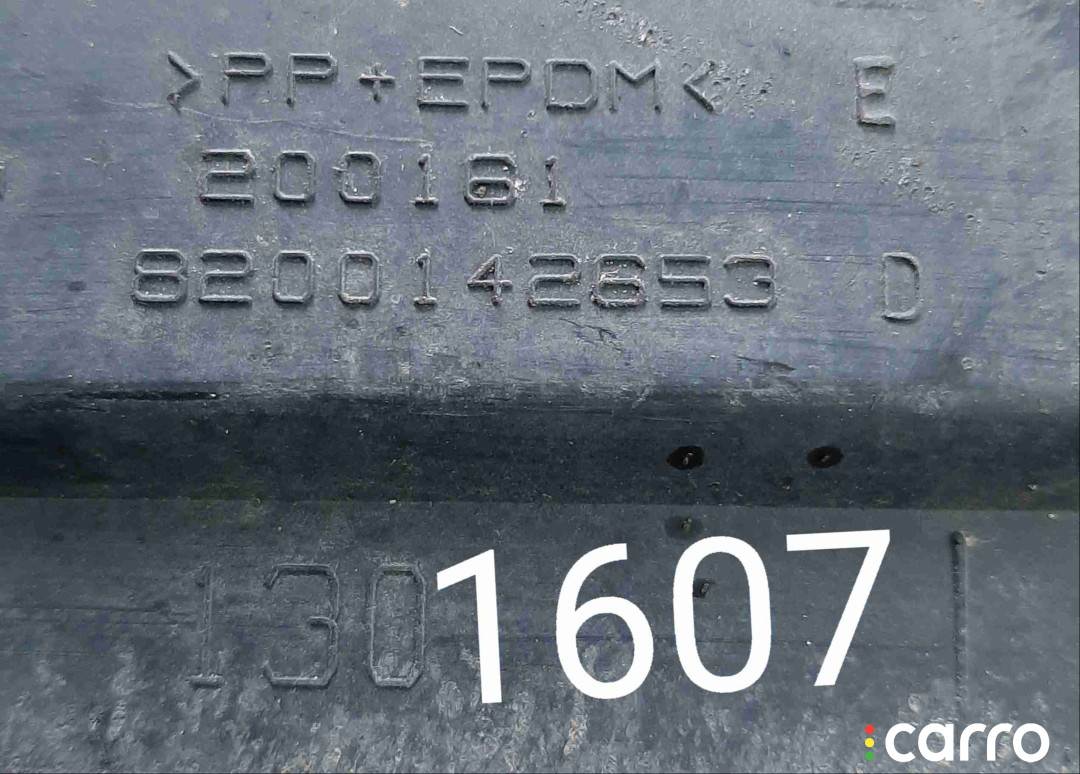 >PP+EPDM< E
200161
8200142653 D
130
1607
carro